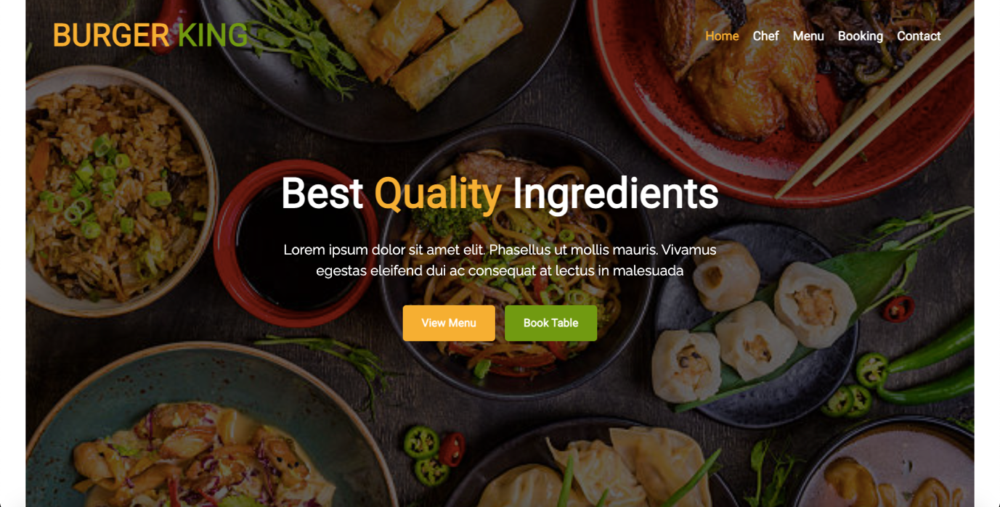 BURGER KING
Home Chef Menu Booking Contact
Best Quality Ingredients
Lorem ipsum dolor sit amet elit. Phasellus ut mollis mauris. Vivamus
egestas eleifend dui ac consequat at lectus in malesuada
View Menu Book Table